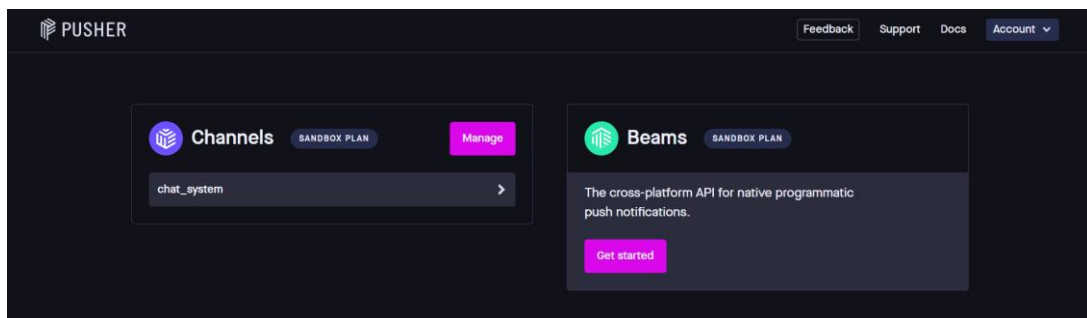 PUSHER
Feedback
Support
Docs
Account
Channels
SANDBOX PLAN
Manage
chat_system
Beams
SANDBOX PLAN
The cross-platform API for native programmatic
push notifications.
Get started